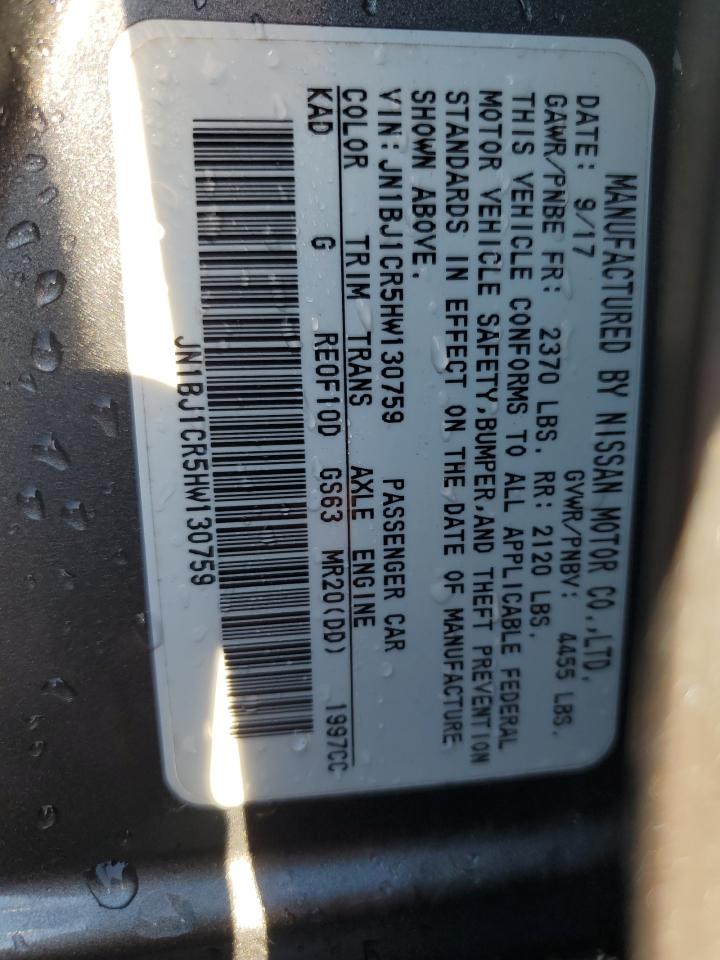 MANUFACTURED BY NISSAN MOTOR CO.,LTD.
DATE: 9/17 GVWR/PNBV: 4455 LBS.
GAWR/PNBE FR: 2370 LBS. RR: 2120 LBS.
THIS VEHICLE CONFORMS TO ALL APPLICABLE FEDERAL
MOTOR VEHICLE SAFETY,BUMPER,AND THEFT PREVENTION
STANDARDS IN EFFECT ON THE DATE OF MANUFACTURE
SHOWN ABOVE.
VIN:JN1BJ1CR5HW130759 PASSENGER CAR
COLOR TRIM TRANS AXLE ENGINE
KAD G RE0F10D GS63 MR20(DD) 1997CC
JN1BJ1CR5HW130759